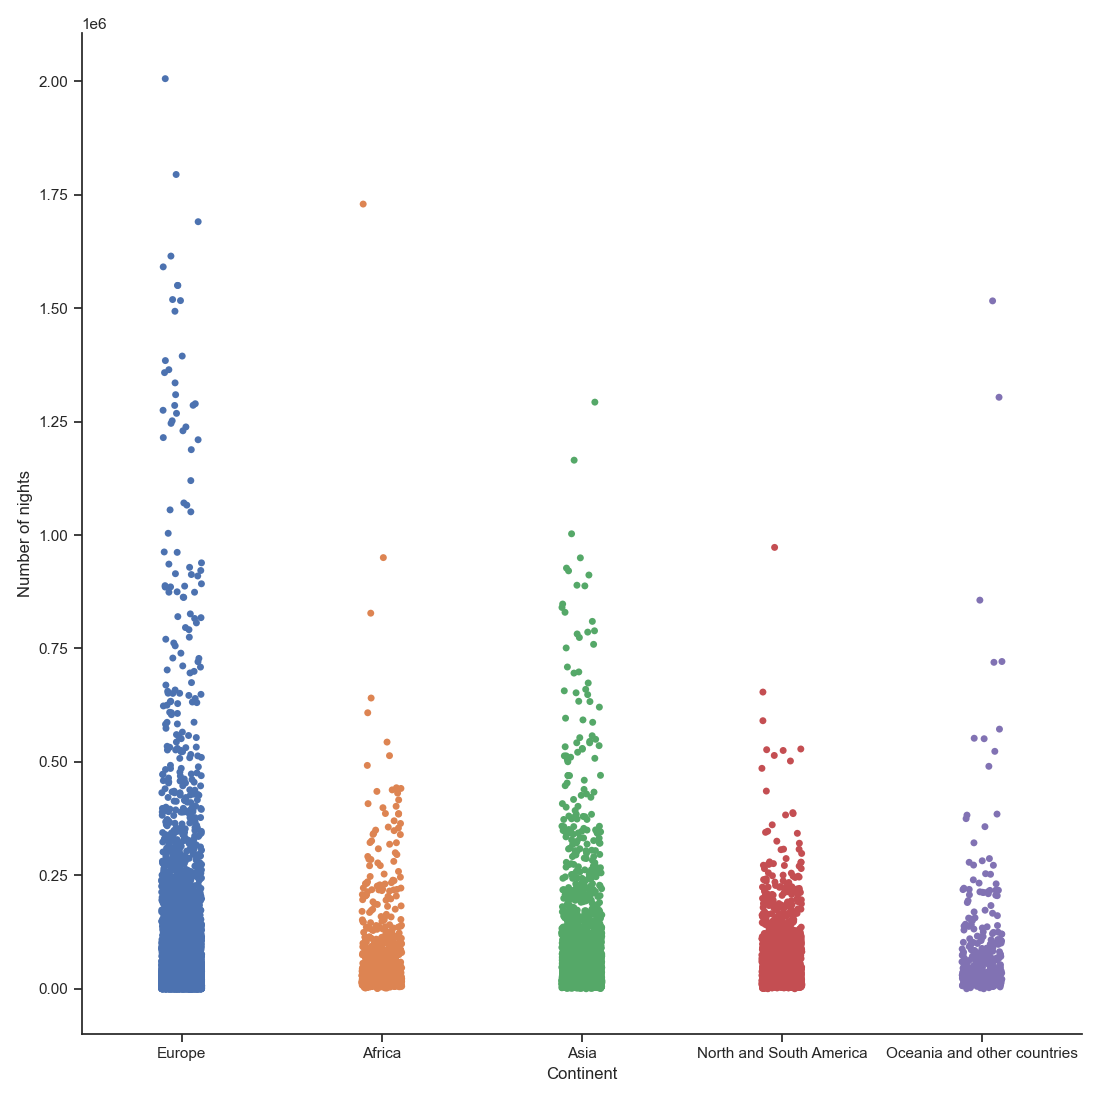 1e6
2.00
1.75
1.50
1.25
1.00
0.75
0.50
0.25
0.00
Number of nights
Europe
Africa
Asia
North and South America
Oceania and other countries
Continent